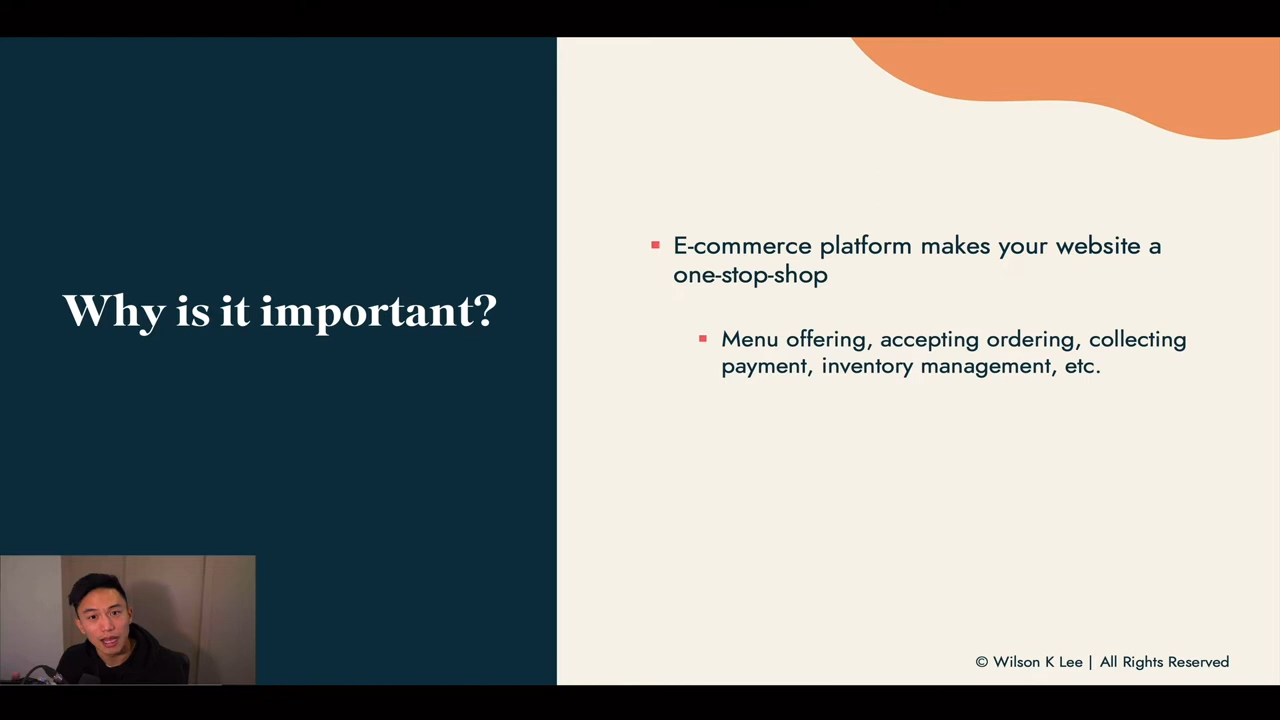 Why is it important?
E-commerce platform makes your website a
one-stop-shop
Menu offering, accepting ordering, collecting
payment, inventory management, etc.
© Wilson K Lee | All Rights Reserved